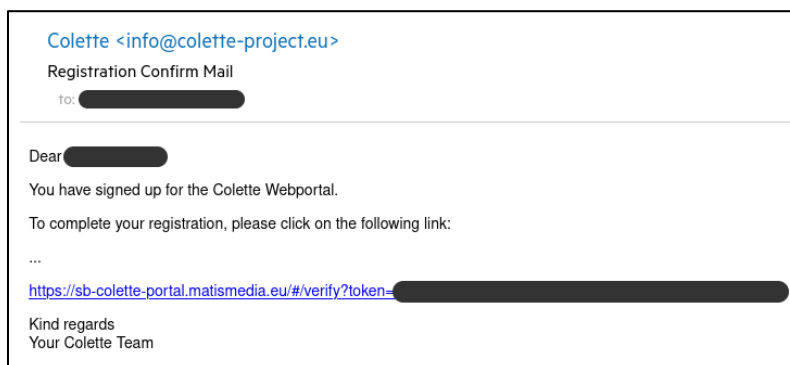 Colette <info@colette-project.eu>
Registration Confirm Mail
to:
Dear
You have signed up for the Colette Webportal.
To complete your registration, please click on the following link:
...
https://sb-colette-portal.matismedia.eu/#/verify?token=
Kind regards
Your Colette Team